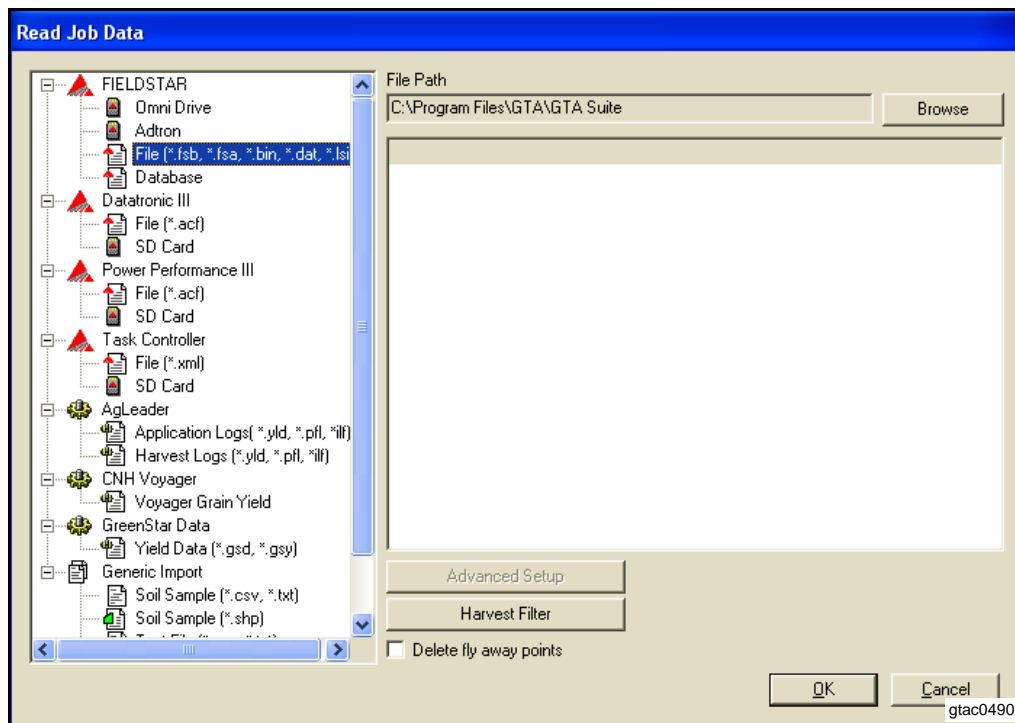 Read Job Data
FIELDSTAR
Omni Drive
Adtron
File (*.fsb, *.fsa, *.bin, *.dat, *.lsi
Database
Datatronic III
File (*.acf)
SD Card
Power Performance III
File (*.acf)
SD Card
Task Controller
File (*.xml)
SD Card
AgLeader
Application Logs( *.yld, *.pfl, *ilf)
Harvest Logs (*.yld, *.pfl, *ilf)
CNH Voyager
Voyager Grain Yield
GreenStar Data
Yield Data (*.gsd, *.gsy)
Generic Import
Soil Sample (*.csv, *.txt)
Soil Sample (*.shp)
File Path
C:\Program Files\GTA\GTA Suite
Browse
Advanced Setup
Harvest Filter
Delete fly away points
OK
Cancel
gtac0490